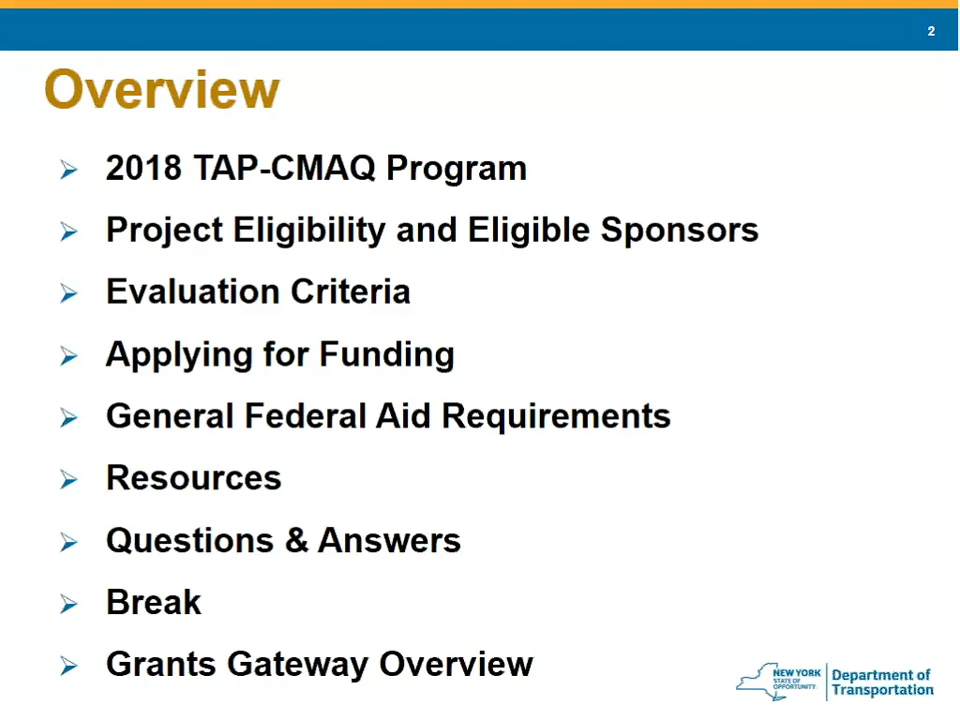 2
Overview
2018 TAP-CMAQ Program
Project Eligibility and Eligible Sponsors
Evaluation Criteria
Applying for Funding
General Federal Aid Requirements
Resources
Questions & Answers
Break
Grants Gateway Overview
NEW YORK
STATE OF
OPPORTUNITY.
Department of
Transportation